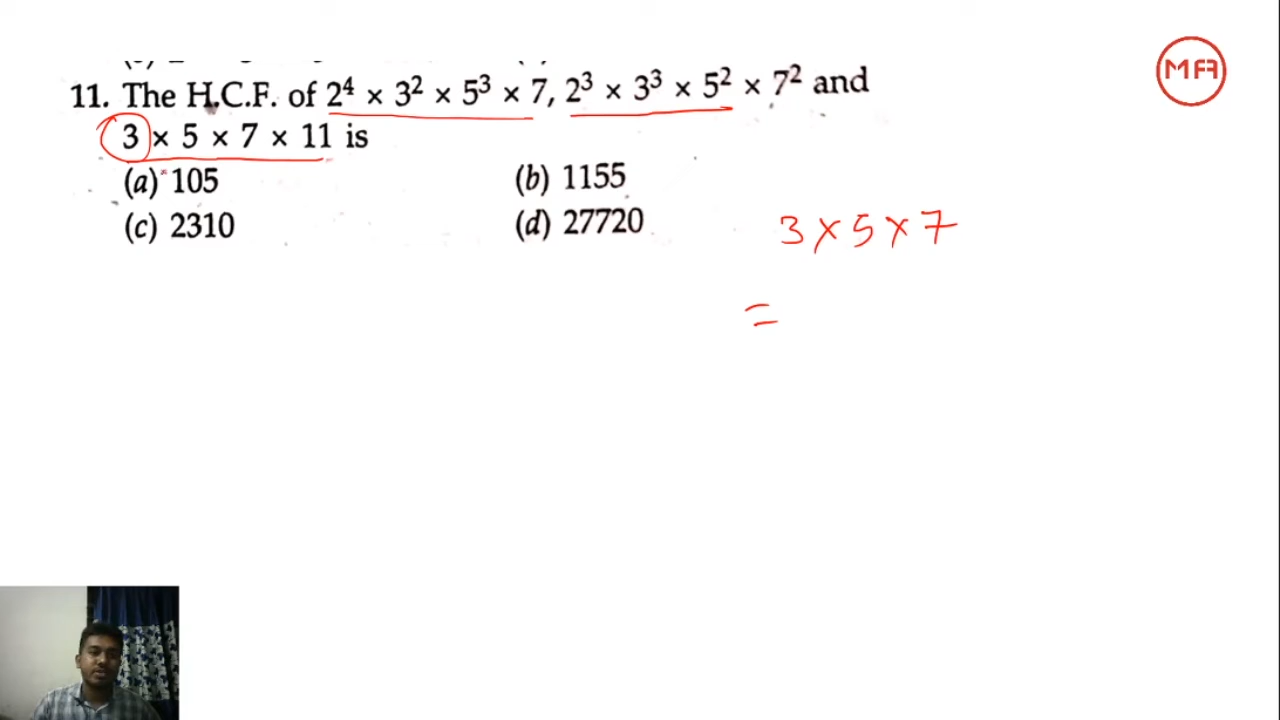 MFA
11. The H.C.F. of 2⁴ × 3² × 5³ × 7, 2³ × 3³ × 5² × 7² and
3 × 5 × 7 × 11 is
(a) 105 (b) 1155
(c) 2310 (d) 27720
3 × 5 × 7
=